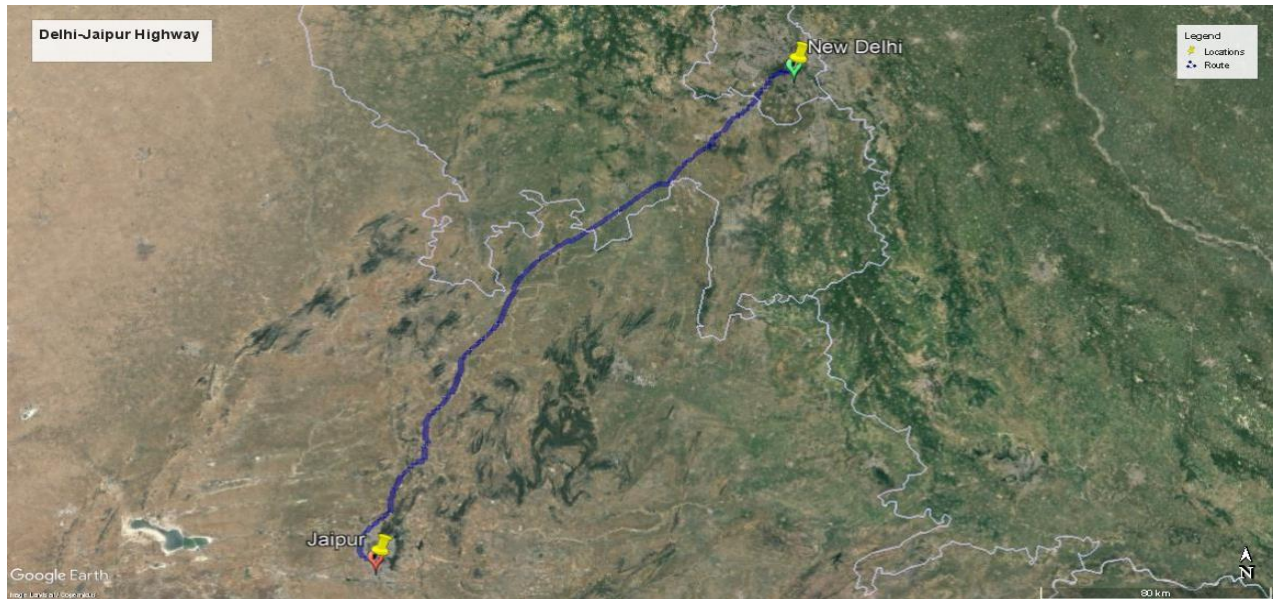 Delhi-Jaipur Highway
New Delhi
Legend
Locations
Route
Jaipur
Google Earth
N
80 km